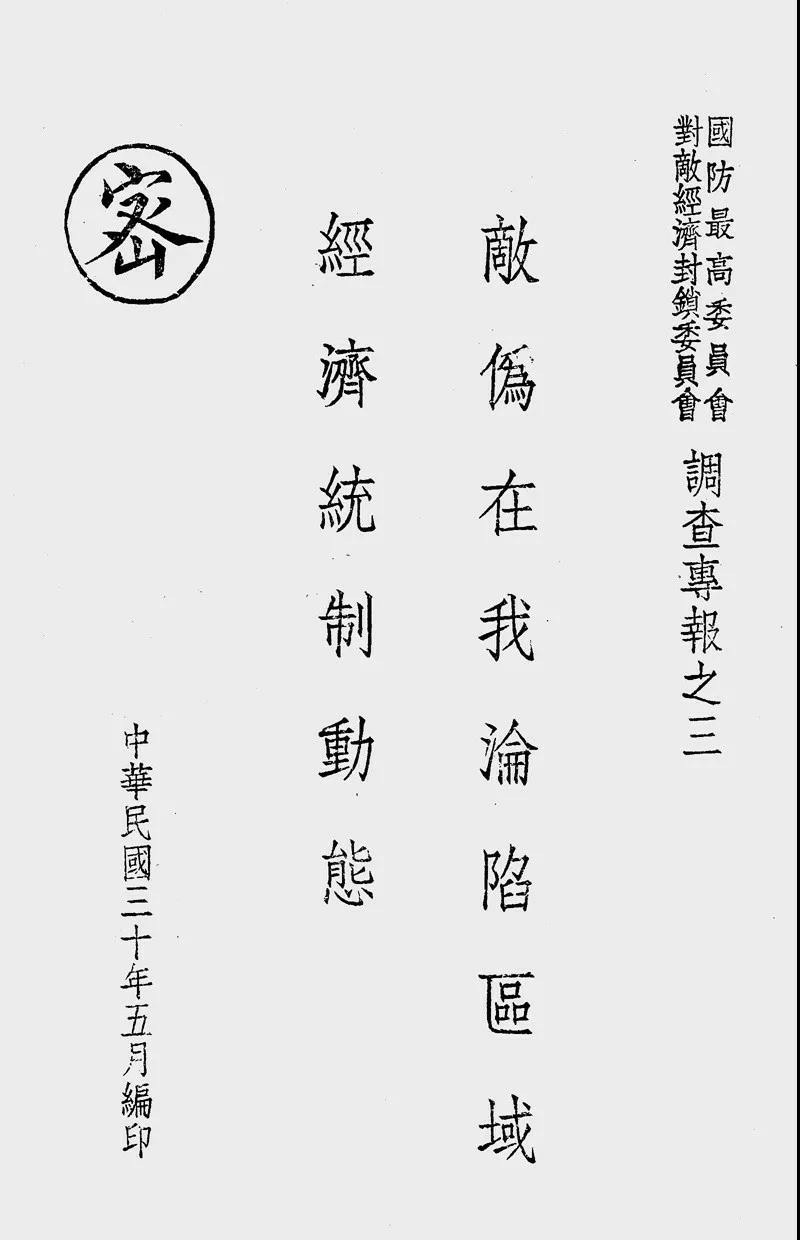 國防最高委員會
對敵經濟封鎖委員會
調查專報之三
敵偽在我淪陷區域
經濟統制動態
密
中華民國三十年五月編印